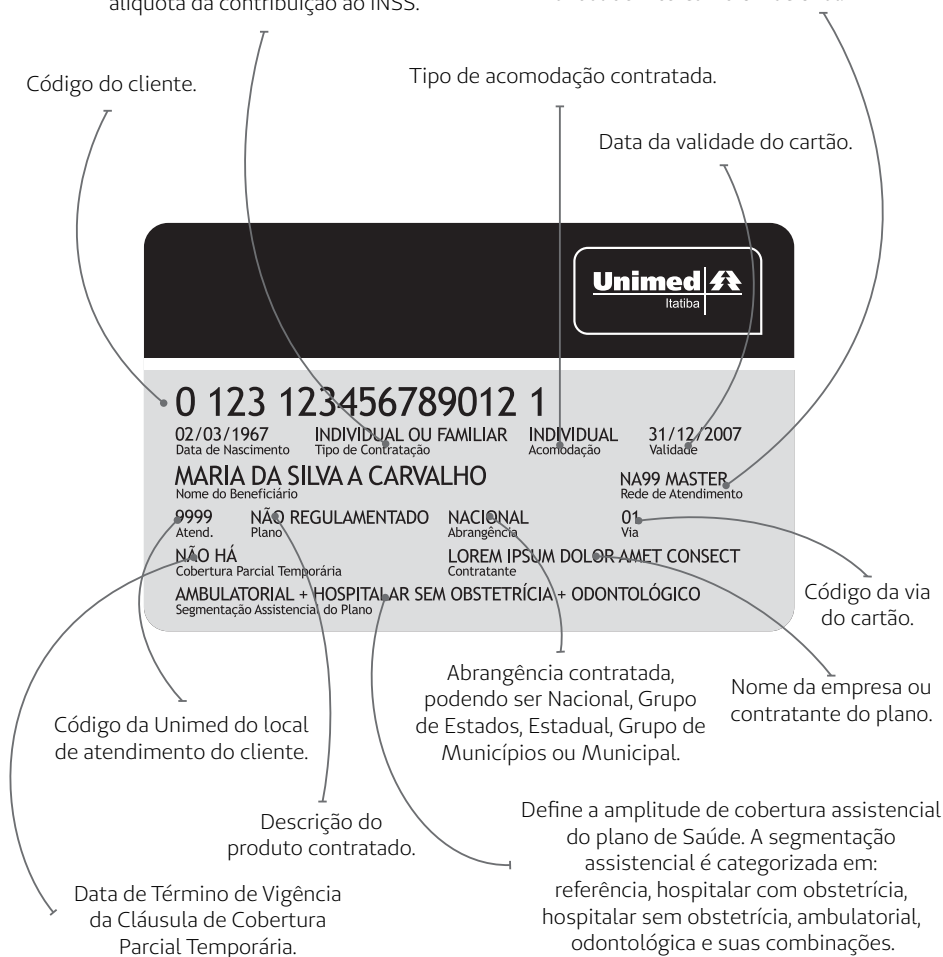 alíquota da contribuição ao INSS.
Código do cliente.
Tipo de acomodação contratada.
Data da validade do cartão.
Unimed
Itatiba
0 123 123456789012 1
02/03/1967 INDIVIDUAL OU FAMILIAR INDIVIDUAL 31/12/2007
Data de Nascimento Tipo de Contratação Acomodação Validade
MARIA DA SILVA A CARVALHO NA99 MASTER
Nome do Beneficiário Rede de Atendimento
9999 NÃO REGULAMENTADO NACIONAL 01
Atend. Plano Abrangência Via
NÃO HÁ LOREM IPSUM DOLOR AMET CONSECT
Cobertura Parcial Temporária Contratante
AMBULATORIAL + HOSPITALAR SEM OBSTETRÍCIA + ODONTOLÓGICO
Segmentação Assistencial do Plano
Código da via
do cartão.
Abrangência contratada,
podendo ser Nacional, Grupo
de Estados, Estadual, Grupo de
Municípios ou Municipal.
Nome da empresa ou
contratante do plano.
Código da Unimed do local
de atendimento do cliente.
Descrição do
produto contratado.
Define a amplitude de cobertura assistencial
do plano de Saúde. A segmentação
assistencial é categorizada em:
referência, hospitalar com obstetrícia,
hospitalar sem obstetrícia, ambulatorial,
odontológica e suas combinações.
Data de Término de Vigência
da Cláusula de Cobertura
Parcial Temporária.